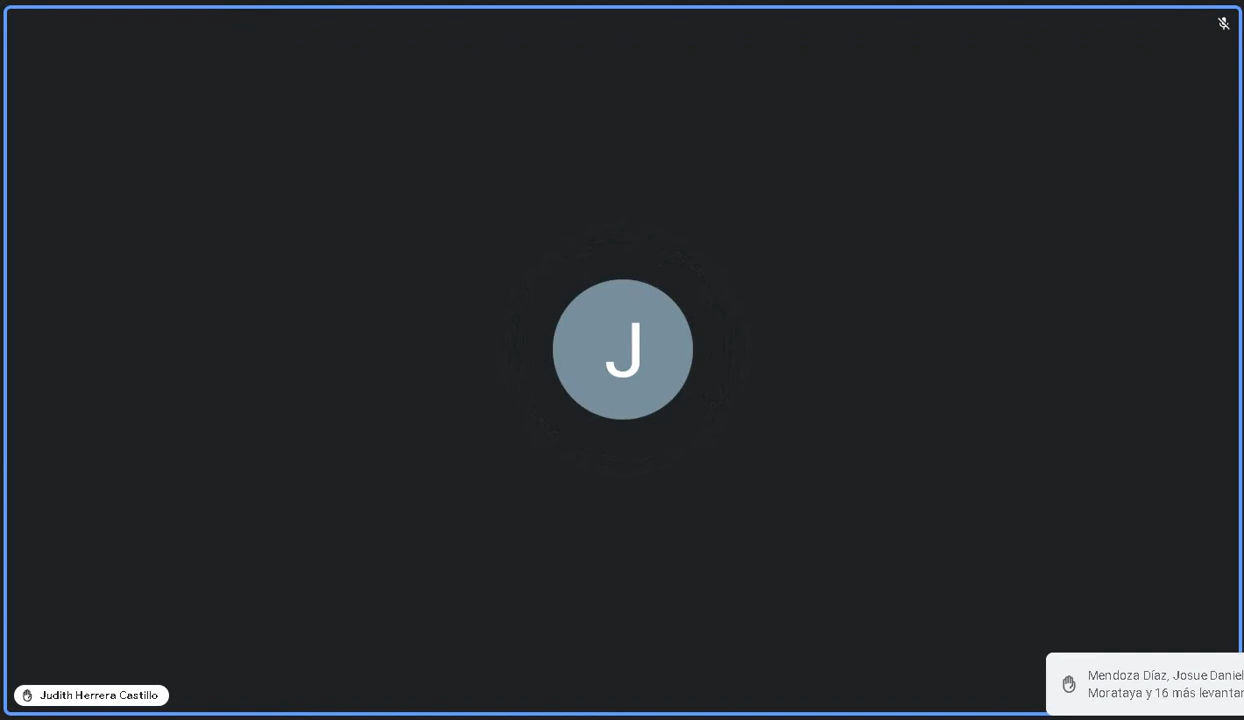 J
Judith Herrera Castillo
Mendoza Díaz, Josue Daniel
Morataya y 16 más levantar